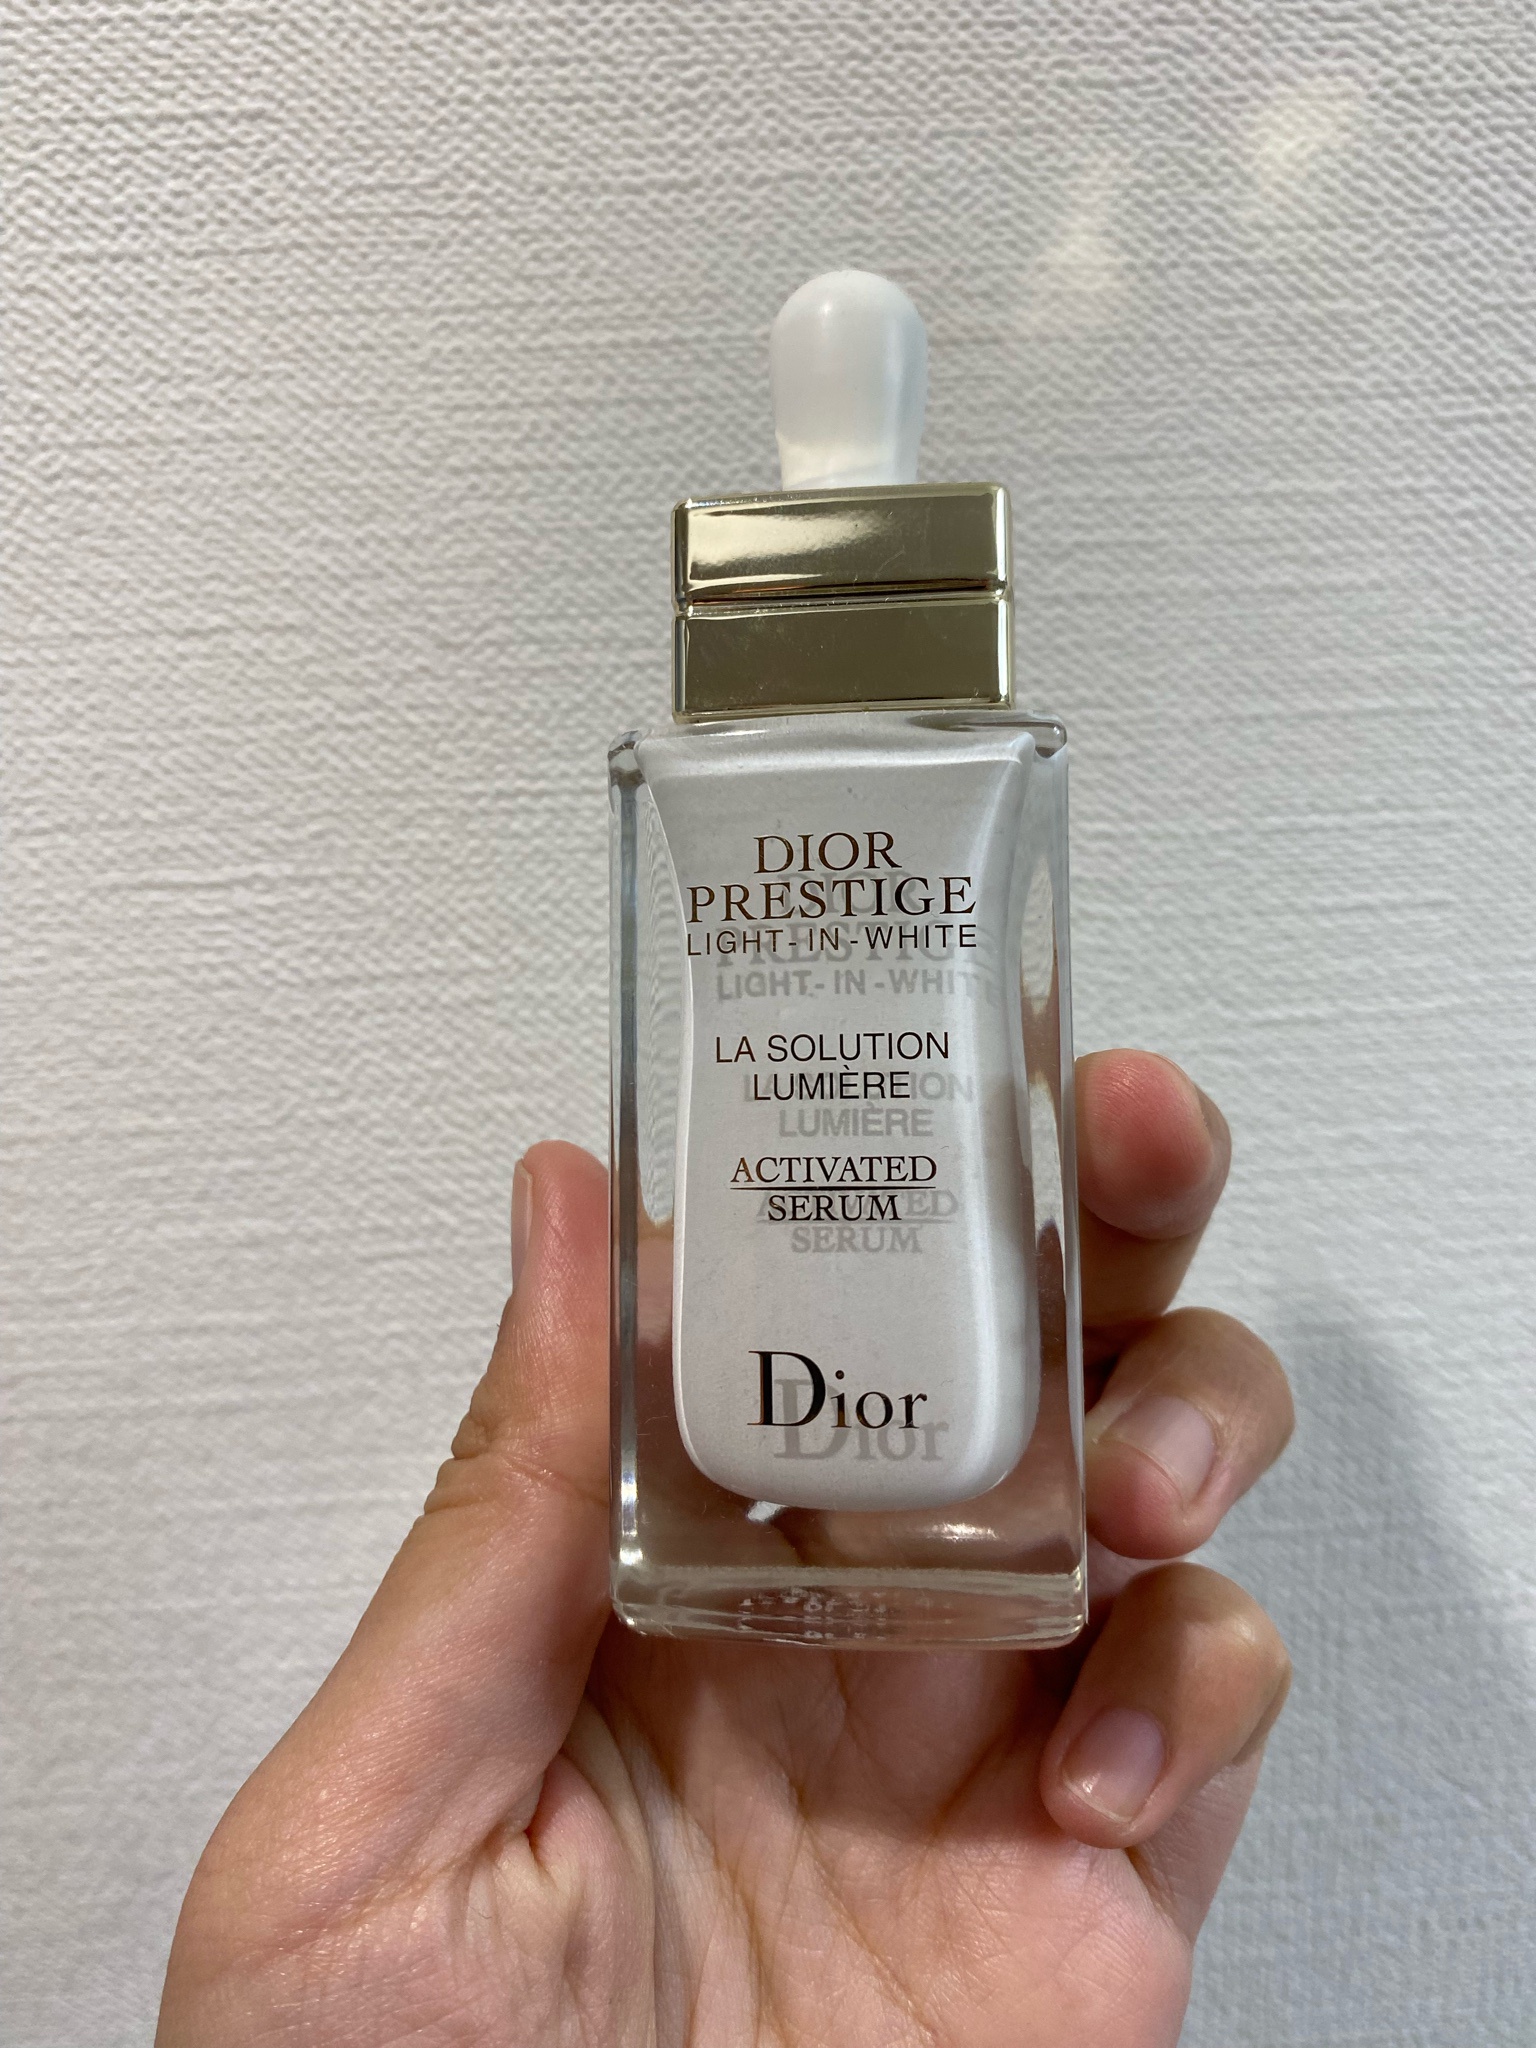 DIOR
PRESTIGE
LIGHT-IN-WHITE
LA SOLUTION
LUMIÈRE
ACTIVATED
SERUM
Dior